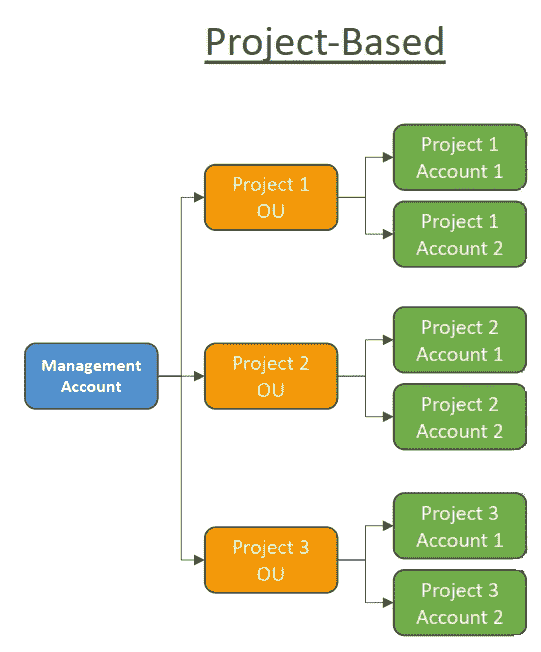 Project-Based
Project 1
Account 1
Project 1
OU
Project 1
Account 2
Project 2
Account 1
Management
Account
Project 2
OU
Project 2
Account 2
Project 3
Account 1
Project 3
OU
Project 3
Account 2